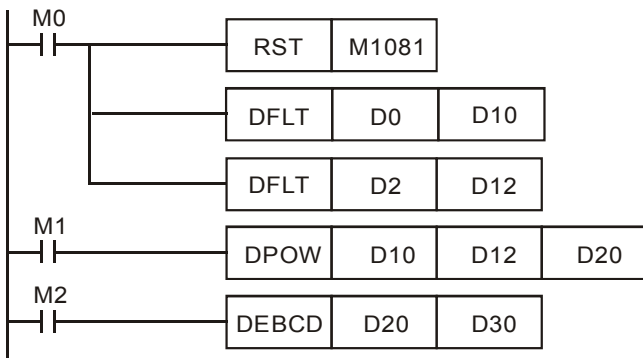 M0
RST M1081
DFLT D0 D10
DFLT D2 D12
M1
DPOW D10 D12 D20
M2
DEBCD D20 D30